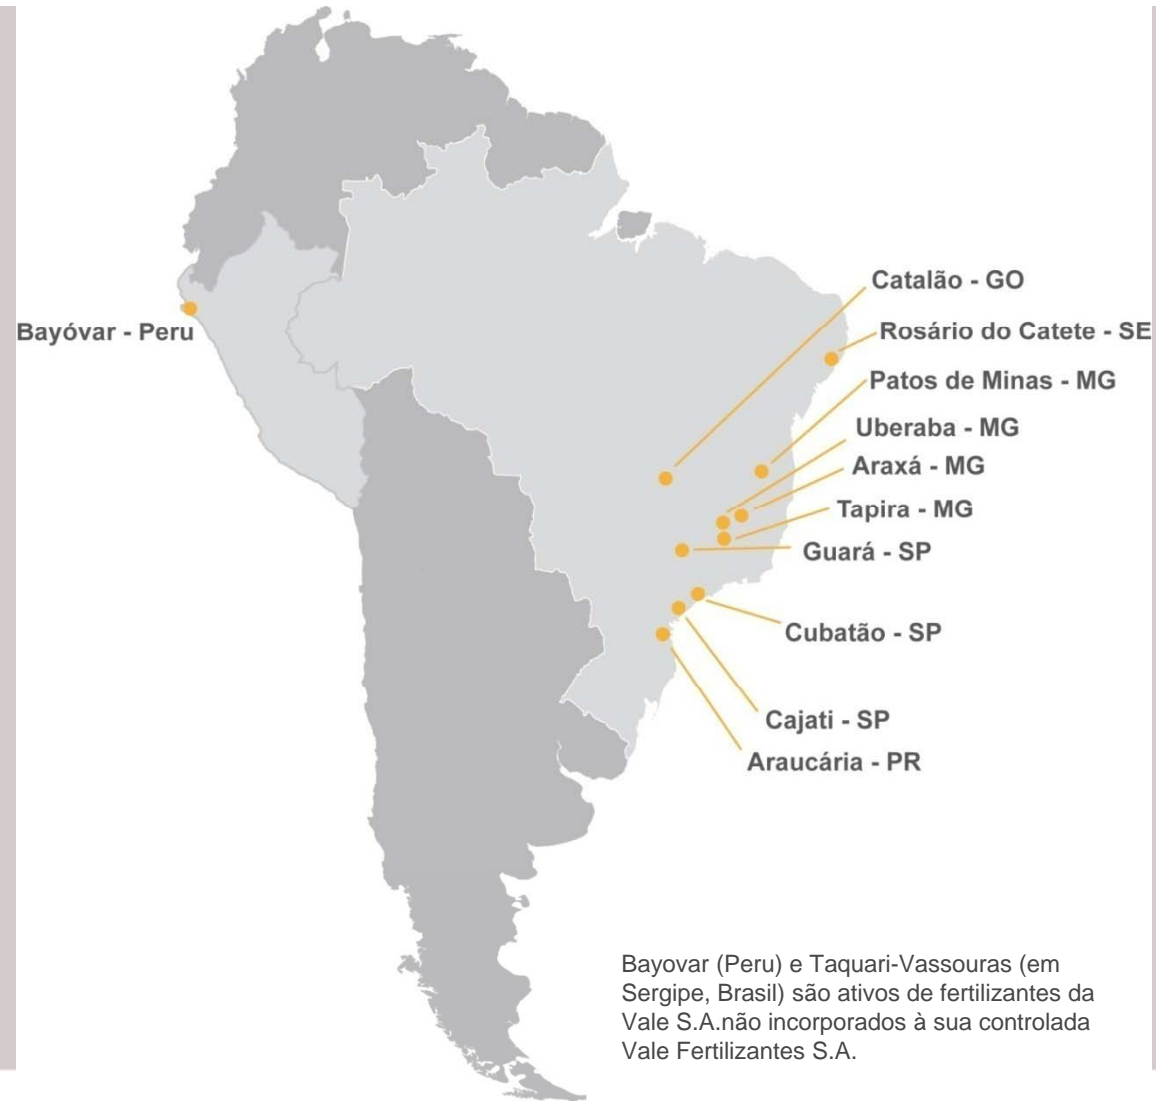 Catalão - GO
Bayóvar - Peru
Rosário do Catete - SE
Patos de Minas - MG
Uberaba - MG
Araxá - MG
Tapira - MG
Guará - SP
Cubatão - SP
Cajati - SP
Araucária - PR
Bayovar (Peru) e Taquari-Vassouras (em
Sergipe, Brasil) são ativos de fertilizantes da
Vale S.A.não incorporados à sua controlada
Vale Fertilizantes S.A.